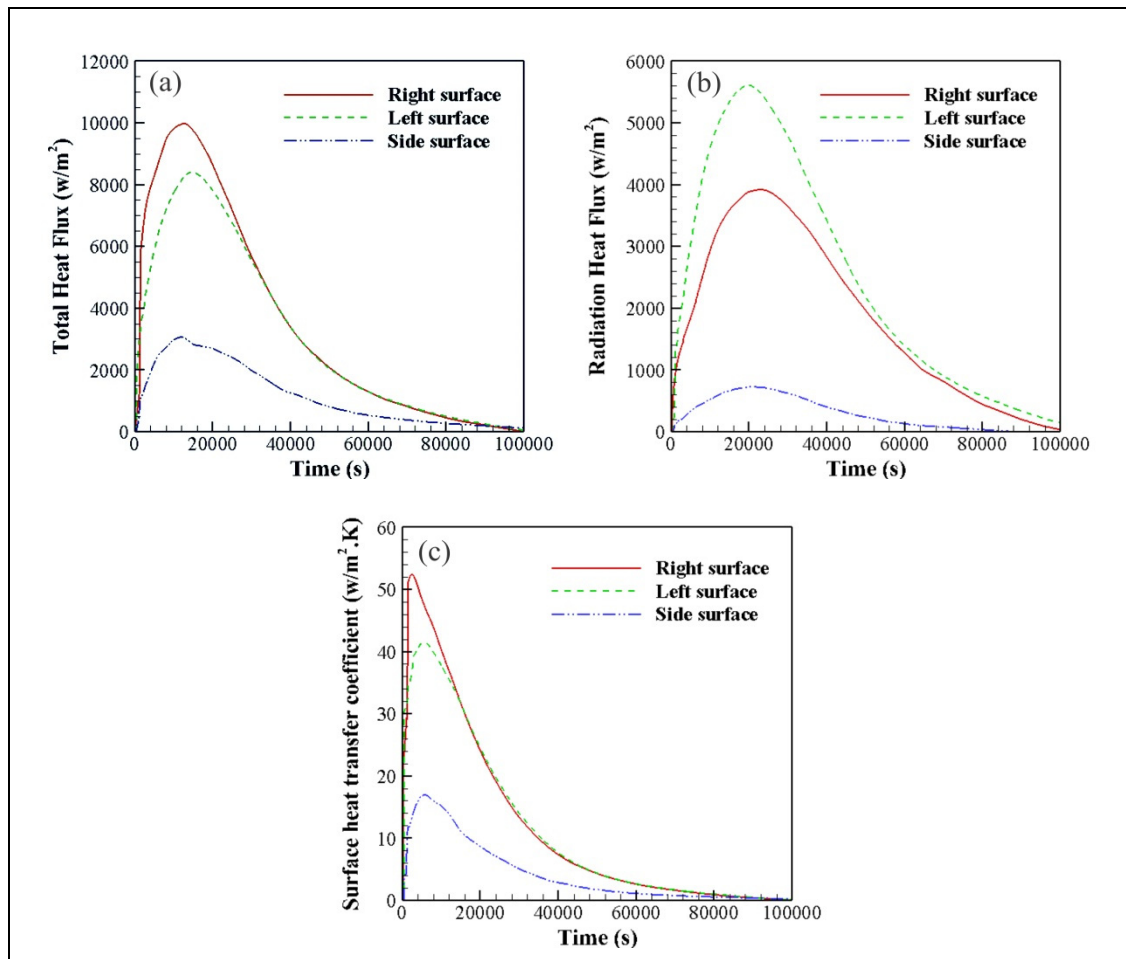 (a)
Total Heat Flux (w/m²)
12000
10000
8000
6000
4000
2000
0
Right surface
Left surface
Side surface
0 20000 40000 60000 80000 100000
Time (s)
(b)
Radiation Heat Flux (w/m²)
6000
5000
4000
3000
2000
1000
0
Right surface
Left surface
Side surface
0 20000 40000 60000 80000 100000
Time (s)
(c)
Surface heat transfer coefficient (w/m².K)
60
50
40
30
20
10
0
Right surface
Left surface
Side surface
0 20000 40000 60000 80000 100000
Time (s)